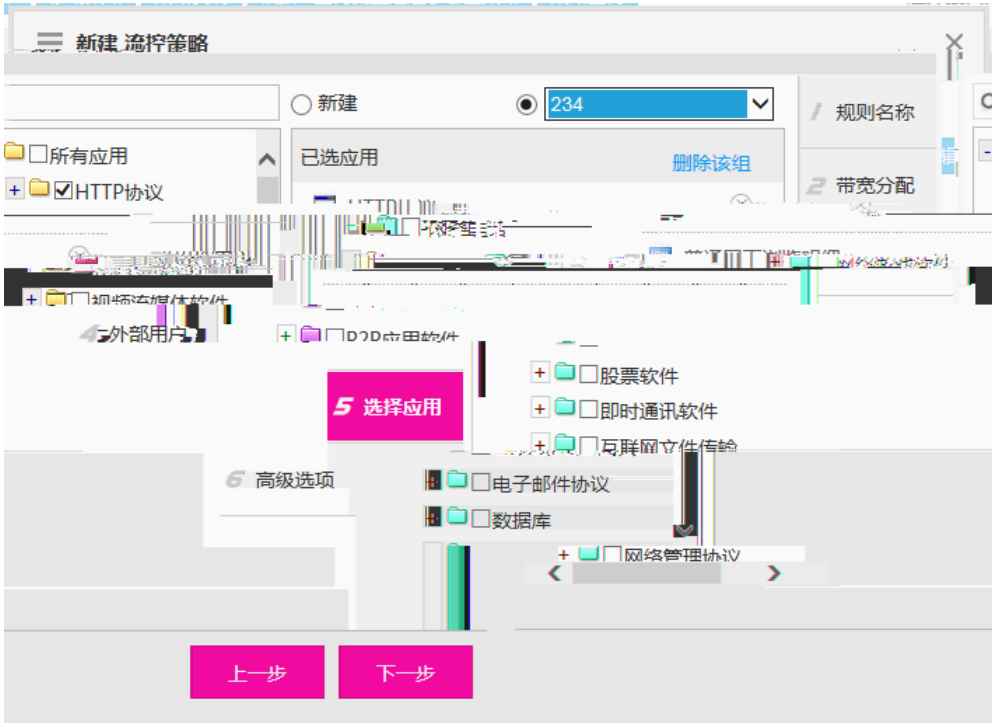 新建 流控策略
新建
234
规则名称
所有应用
已选应用
删除该组
HTTP协议
2 带宽分配
视频流媒体软件
外部用户
P2P应用软件
股票软件
5 选择应用
即时通讯软件
互联网文件传输
6 高级选项
电子邮件协议
数据库
网络管理协议
上一步
下一步